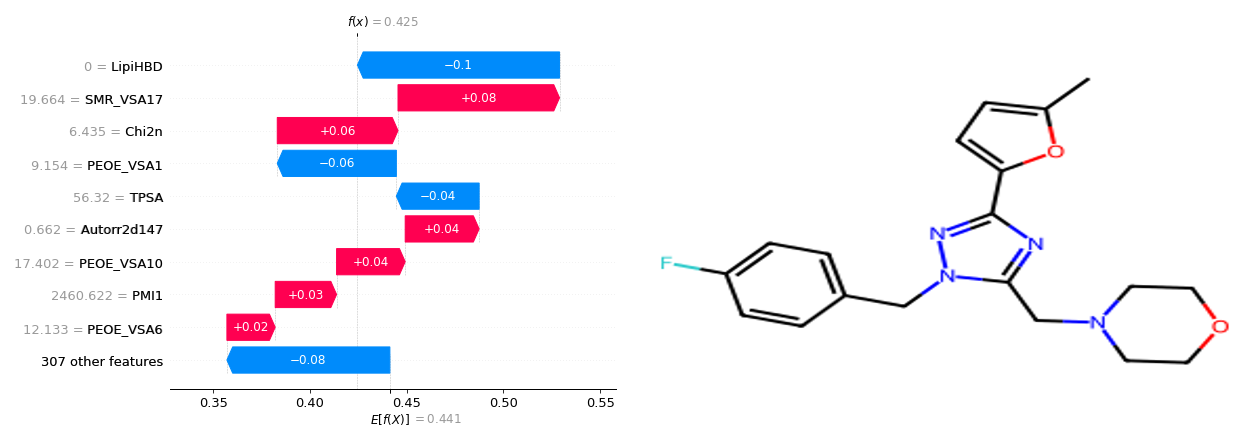 f(x) = 0.425
0 = LipiHBD
−0.1
19.664 = SMR_VSA17
+0.08
6.435 = Chi2n
+0.06
9.154 = PEOE_VSA1
−0.06
56.32 = TPSA
−0.04
0.662 = Autorr2d147
+0.04
17.402 = PEOE_VSA10
+0.04
2460.622 = PMI1
+0.03
12.133 = PEOE_VSA6
+0.02
307 other features
−0.08
0.35 0.40 0.45 0.50 0.55
E[f(X)] = 0.441
O
N
N
N
F
N
O